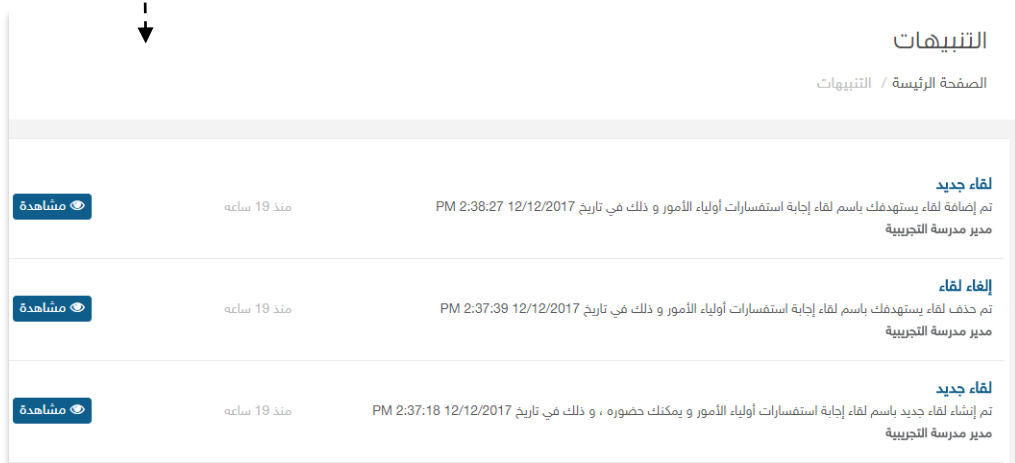 التنبيهات
الصفحة الرئيسة / التنبيهات
لقاء جديد
تم إضافة لقاء يستهدفك باسم لقاء إجابة استفسارات أولياء الأمور و ذلك في تاريخ 12/12/2017 2:38:27 PM
منذ 19 ساعه
مشاهدة
مدير مدرسة التجريبية
إلغاء لقاء
تم حذف لقاء يستهدفك باسم لقاء إجابة استفسارات أولياء الأمور و ذلك في تاريخ 12/12/2017 2:37:39 PM
منذ 19 ساعه
مشاهدة
مدير مدرسة التجريبية
لقاء جديد
تم إنشاء لقاء جديد باسم لقاء إجابة استفسارات أولياء الأمور و يمكنك حضوره ، و ذلك في تاريخ 12/12/2017 2:37:18 PM
منذ 19 ساعه
مشاهدة
مدير مدرسة التجريبية